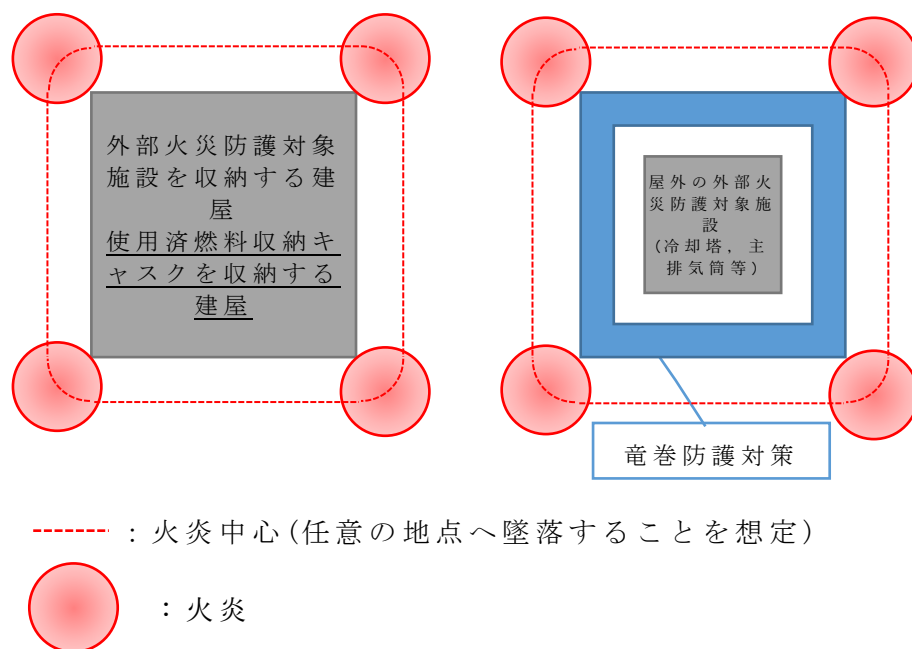 外部火災防護対象
施設を収納する建
屋
使用済燃料収納キ
ャスクを収納する
建屋
屋外の外部火
災防護対象施
設
(冷却塔，主
排気筒等)
竜巻防護対策
：火炎中心(任意の地点へ墜落することを想定)
：火炎